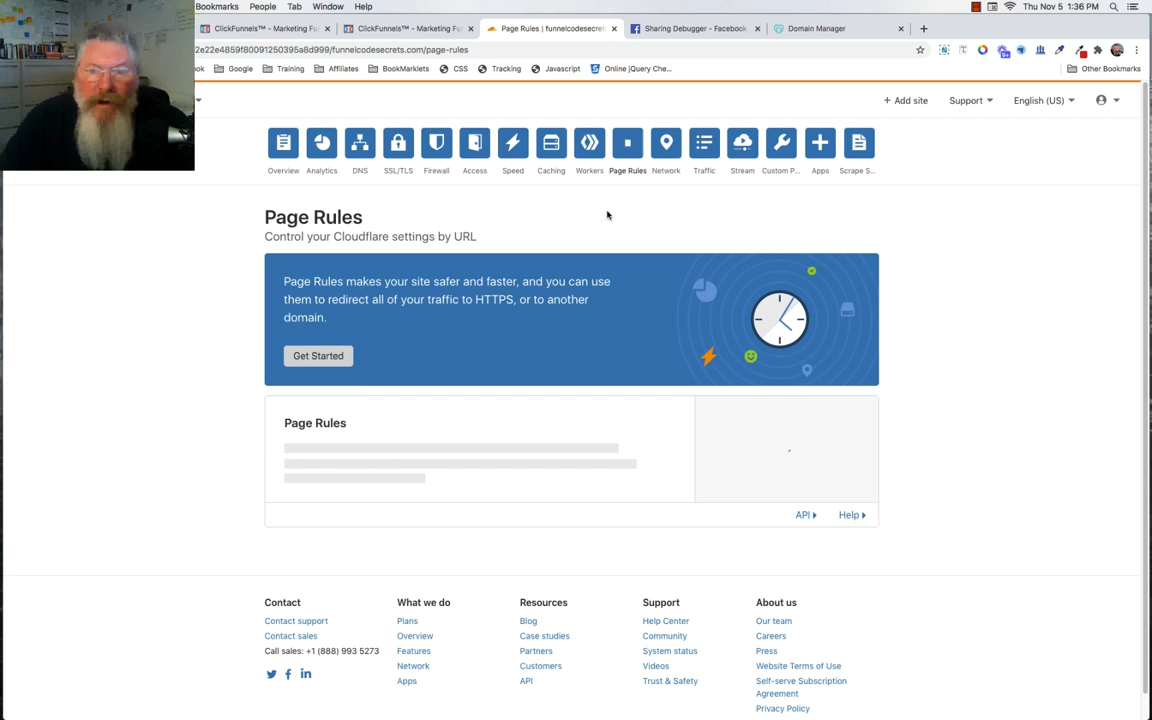 Bookmarks People Tab Window Help
Thu Nov 5 1:36 PM
ClickFunnels™ - Marketing Fu
ClickFunnels™ - Marketing Fu
Page Rules | funnelcodesecrets
Sharing Debugger - Facebook
Domain Manager
2e22e4859f80091250395a8d999/funnelcodesecrets.com/page-rules
ok Google Training Affiliates BookMarklets CSS Tracking Javascript Online jQuery Che...
Other Bookmarks
+ Add site Support English (US)
Overview Analytics DNS SSL/TLS Firewall Access Speed Caching Workers Page Rules Network Traffic Stream Custom P... Apps Scrape S...
Page Rules
Control your Cloudflare settings by URL
Page Rules makes your site safer and faster, and you can use
them to redirect all of your traffic to HTTPS, or to another
domain.
Get Started
Page Rules
API Help
Contact What we do Resources Support About us
Contact support Plans Blog Help Center Our team
Contact sales Overview Case studies Community Careers
Call sales: +1 (888) 993 5273 Features Partners System status Press
Network Customers Videos Website Terms of Use
Apps API Trust & Safety Self-serve Subscription
Agreement
Privacy Policy